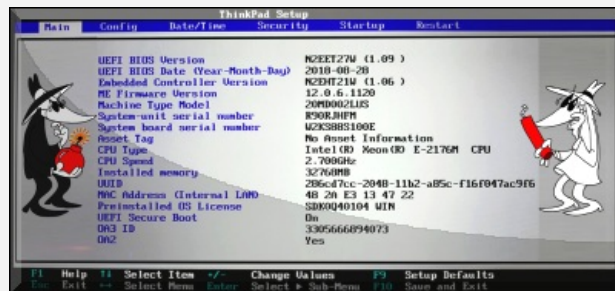 ThinkPad Setup
Main Config Date/Time Security Startup Restart
UEFI BIOS Version N2EET27W (1.09 )
UEFI BIOS Date (Year-Month-Day) 2018-08-28
Embedded Controller Version N2EHT21W (1.06 )
ME Firmware Version 12.0.6.1120
Machine Type Model 20MD002LUS
System-unit serial number R90RJHFM
System board serial number
Asset Tag No Asset Information
CPU Type Intel(R) Xeon(R) E-2176M CPU
CPU Speed 2.700GHz
Installed memory 32768MB
UUID 286cd7cc-2048-11b2-a85c-f16f047ac9f6
MAC Address (Internal LAN) 48 2A E3 13 47 22
Preinstalled OS License SDK0Q40104 WIN
UEFI Secure Boot On
OA3 ID 3305666894073
OA2 Yes
F1 Help ↑↓ Select Item +/- Change Values F9 Setup Defaults
Esc Exit ↔ Select Menu Enter Select ▶ Sub-Menu F10 Save and Exit